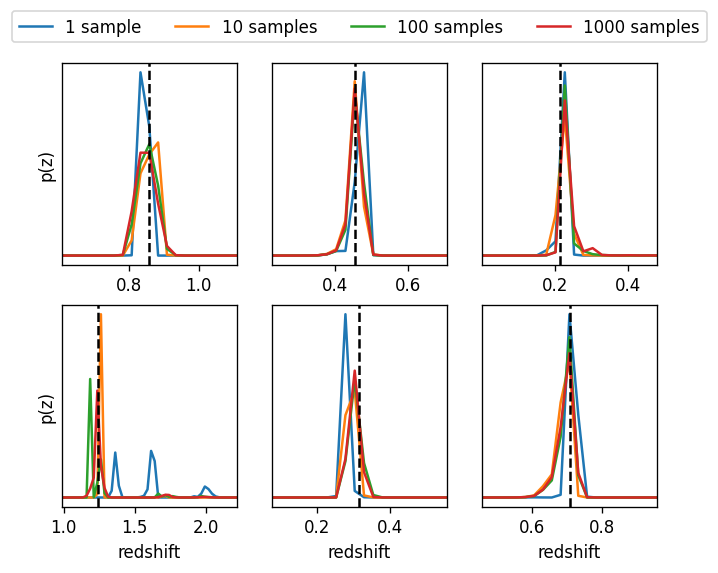 1 sample 10 samples 100 samples 1000 samples
p(z)
0.8 1.0 0.4 0.6 0.2 0.4
p(z)
1.0 1.5 2.0 0.2 0.4 0.6 0.8
redshift redshift redshift